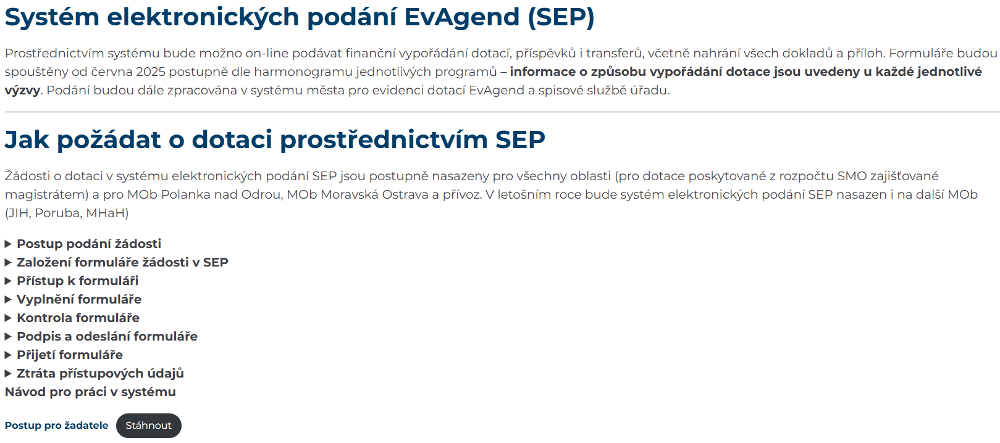 Systém elektronických podání EvAgend (SEP)
Prostřednictvím systému bude možno on-line podávat finanční vypořádání dotací, příspěvků i transferů, včetně nahrání všech dokladů a příloh. Formuláře budou
spouštěny od června 2025 postupně dle harmonogramu jednotlivých programů – informace o způsobu vypořádání dotace jsou uvedeny u každé jednotlivé
výzvy. Podání budou dále zpracována v systému města pro evidenci dotací EvAgend a spisové službě úřadu.
Jak požádat o dotaci prostřednictvím SEP
Žádosti o dotaci v systému elektronických podání SEP jsou postupně nasazeny pro všechny oblasti (pro dotace poskytované z rozpočtu SMO zajišťované
magistrátem) a pro MOb Polanka nad Odrou, MOb Moravská Ostrava a přívoz. V letošním roce bude systém elektronických podání SEP nasazen i na další MOb
(JIH, Poruba, MHaH)
Postup podání žádosti
Založení formuláře žádosti v SEP
Přístup k formuláři
Vyplnění formuláře
Kontrola formuláře
Podpis a odeslání formuláře
Přijetí formuláře
Ztráta přístupových údajů
Návod pro práci v systému
Postup pro žadatele Stáhnout